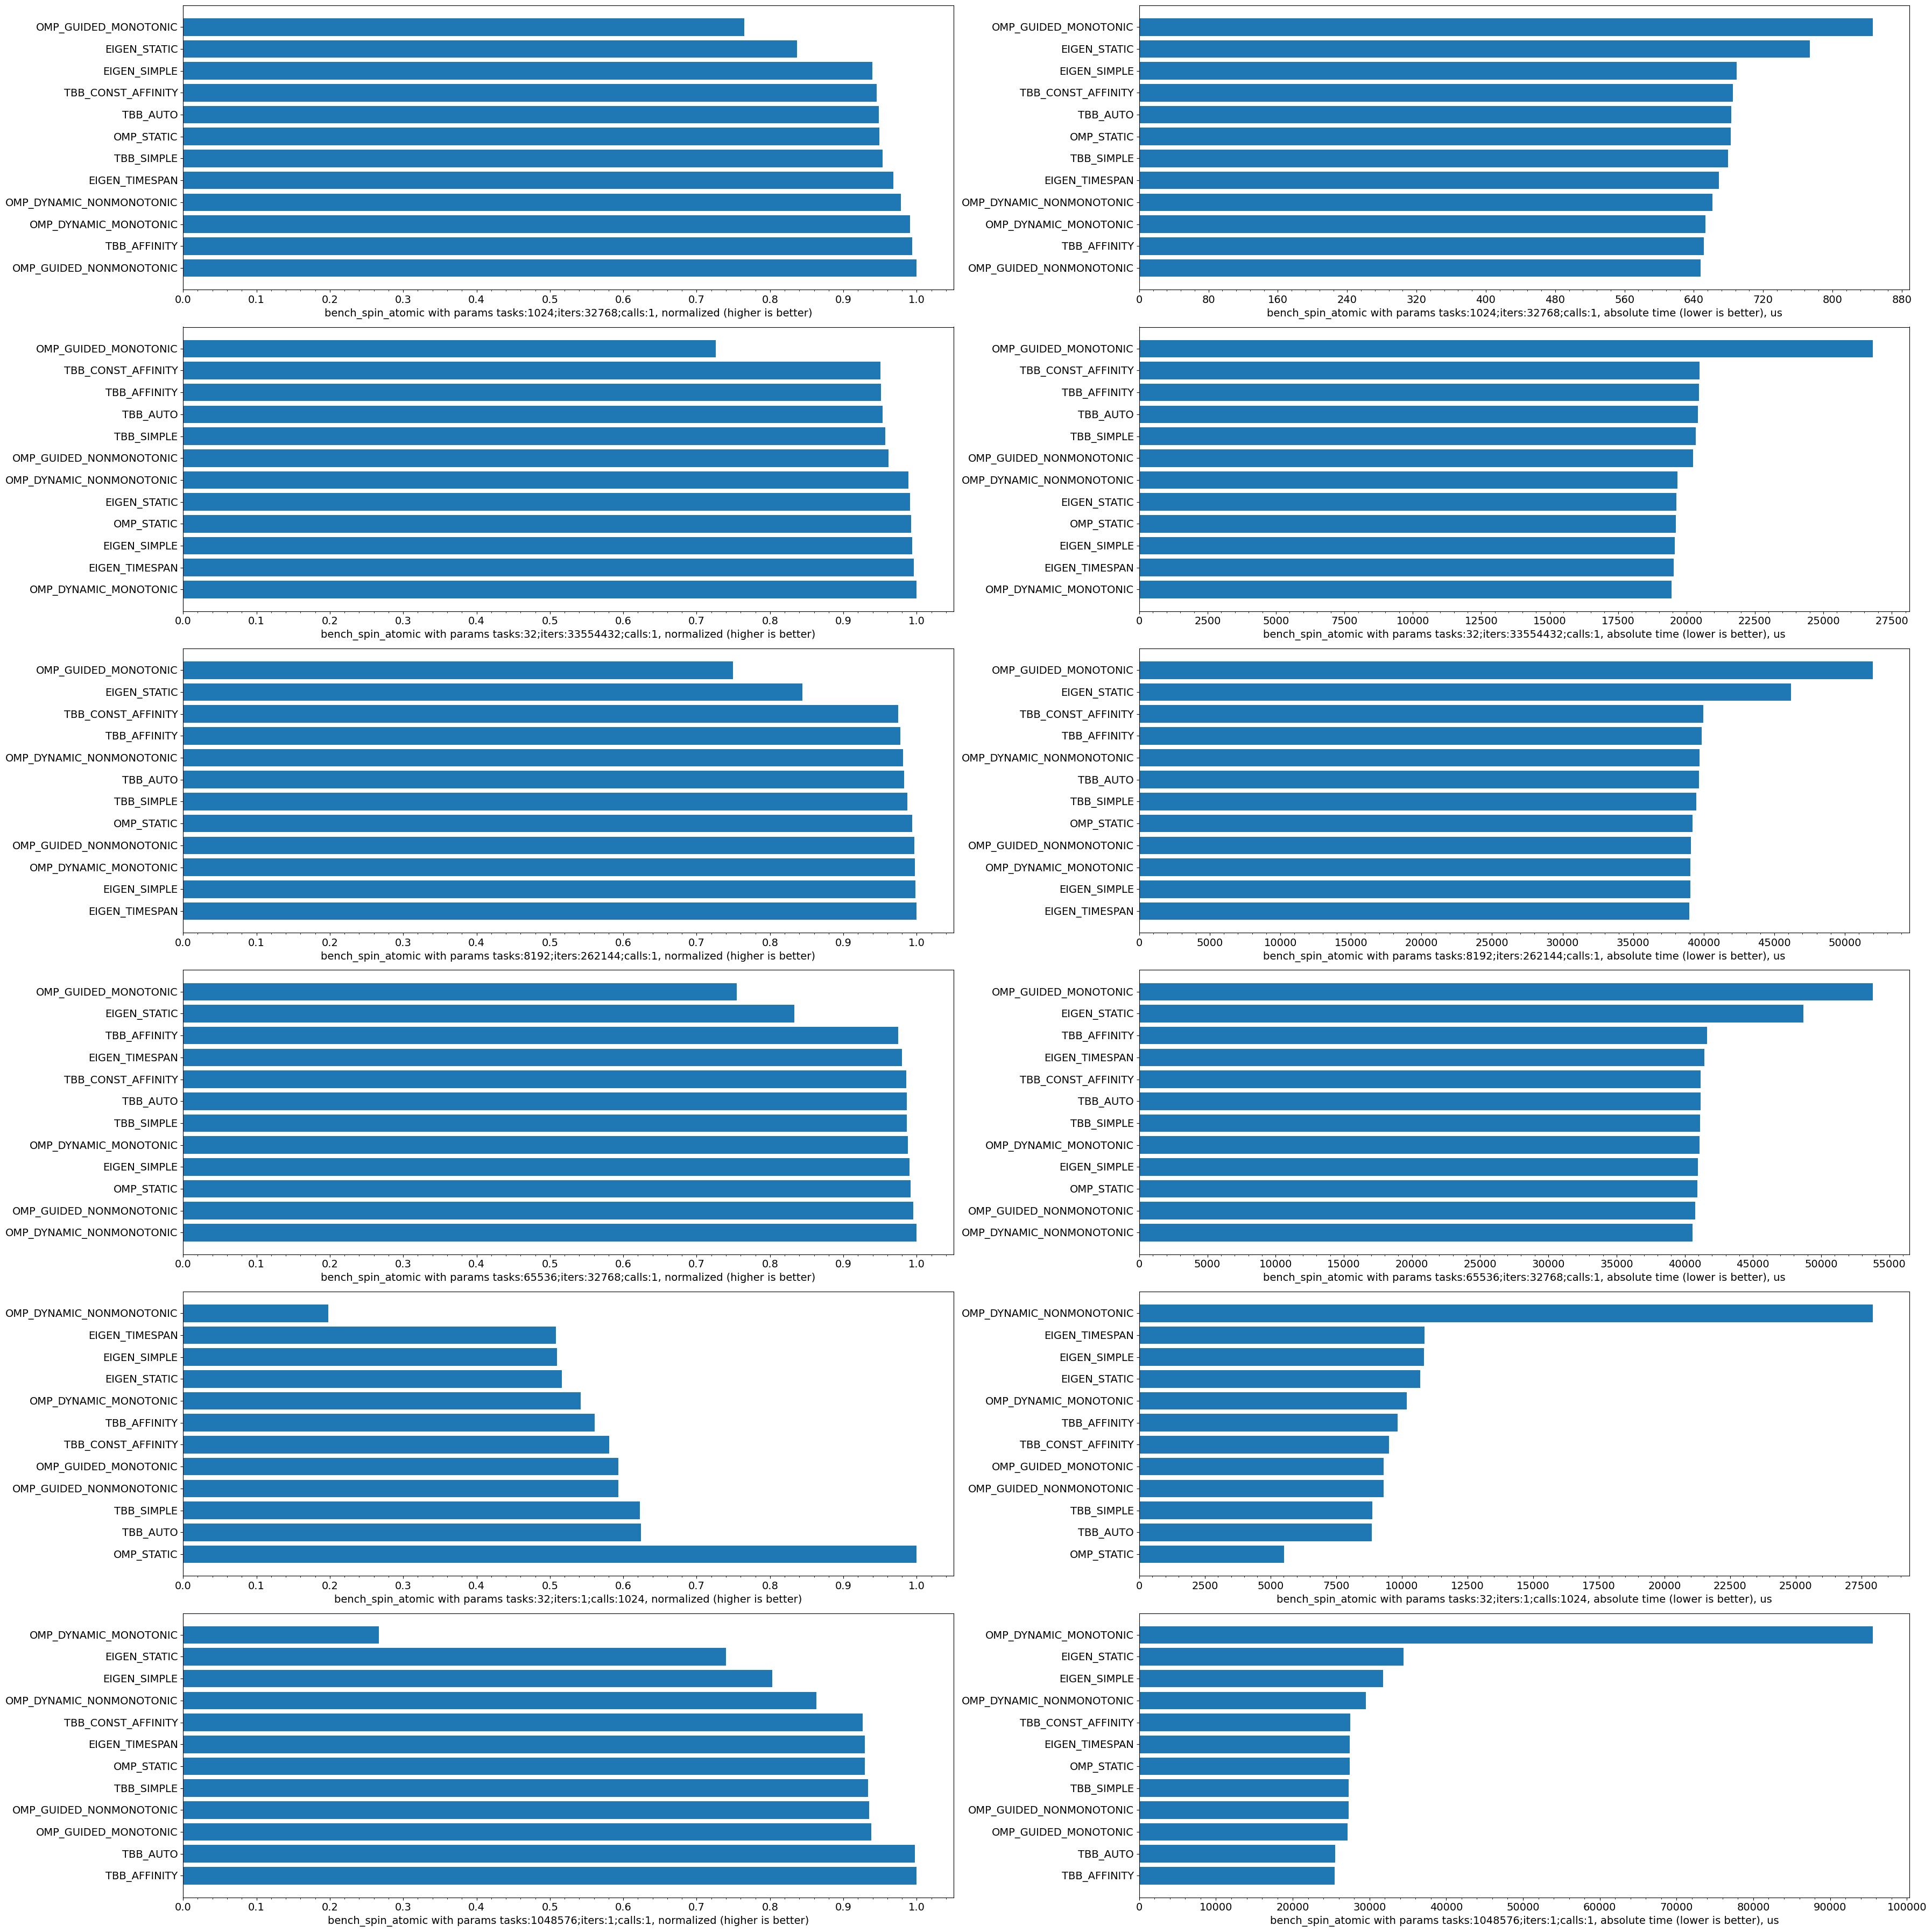 OMP_GUIDED_MONOTONIC
EIGEN_STATIC
EIGEN_SIMPLE
TBB_CONST_AFFINITY
TBB_AUTO
OMP_STATIC
TBB_SIMPLE
EIGEN_TIMESPAN
OMP_DYNAMIC_NONMONOTONIC
OMP_DYNAMIC_MONOTONIC
TBB_AFFINITY
OMP_GUIDED_NONMONOTONIC
0.0 0.1 0.2 0.3 0.4 0.5 0.6 0.7 0.8 0.9 1.0
bench_spin_atomic with params tasks:1024;iters:32768;calls:1, normalized (higher is better)
OMP_GUIDED_MONOTONIC
EIGEN_STATIC
EIGEN_SIMPLE
TBB_CONST_AFFINITY
TBB_AUTO
OMP_STATIC
TBB_SIMPLE
EIGEN_TIMESPAN
OMP_DYNAMIC_NONMONOTONIC
OMP_DYNAMIC_MONOTONIC
TBB_AFFINITY
OMP_GUIDED_NONMONOTONIC
0 80 160 240 320 400 480 560 640 720 800 880
bench_spin_atomic with params tasks:1024;iters:32768;calls:1, absolute time (lower is better), us
OMP_GUIDED_MONOTONIC
TBB_CONST_AFFINITY
TBB_AFFINITY
TBB_AUTO
TBB_SIMPLE
OMP_GUIDED_NONMONOTONIC
OMP_DYNAMIC_NONMONOTONIC
EIGEN_STATIC
OMP_STATIC
EIGEN_SIMPLE
EIGEN_TIMESPAN
OMP_DYNAMIC_MONOTONIC
0.0 0.1 0.2 0.3 0.4 0.5 0.6 0.7 0.8 0.9 1.0
bench_spin_atomic with params tasks:32;iters:33554432;calls:1, normalized (higher is better)
OMP_GUIDED_MONOTONIC
TBB_CONST_AFFINITY
TBB_AFFINITY
TBB_AUTO
TBB_SIMPLE
OMP_GUIDED_NONMONOTONIC
OMP_DYNAMIC_NONMONOTONIC
EIGEN_STATIC
OMP_STATIC
EIGEN_SIMPLE
EIGEN_TIMESPAN
OMP_DYNAMIC_MONOTONIC
0 2500 5000 7500 10000 12500 15000 17500 20000 22500 25000 27500
bench_spin_atomic with params tasks:32;iters:33554432;calls:1, absolute time (lower is better), us
OMP_GUIDED_MONOTONIC
EIGEN_STATIC
TBB_CONST_AFFINITY
TBB_AFFINITY
OMP_DYNAMIC_NONMONOTONIC
TBB_AUTO
TBB_SIMPLE
OMP_STATIC
OMP_GUIDED_NONMONOTONIC
OMP_DYNAMIC_MONOTONIC
EIGEN_SIMPLE
EIGEN_TIMESPAN
0.0 0.1 0.2 0.3 0.4 0.5 0.6 0.7 0.8 0.9 1.0
bench_spin_atomic with params tasks:8192;iters:262144;calls:1, normalized (higher is better)
OMP_GUIDED_MONOTONIC
EIGEN_STATIC
TBB_CONST_AFFINITY
TBB_AFFINITY
OMP_DYNAMIC_NONMONOTONIC
TBB_AUTO
TBB_SIMPLE
OMP_STATIC
OMP_GUIDED_NONMONOTONIC
OMP_DYNAMIC_MONOTONIC
EIGEN_SIMPLE
EIGEN_TIMESPAN
0 5000 10000 15000 20000 25000 30000 35000 40000 45000 50000
bench_spin_atomic with params tasks:8192;iters:262144;calls:1, absolute time (lower is better), us
OMP_GUIDED_MONOTONIC
EIGEN_STATIC
TBB_AFFINITY
EIGEN_TIMESPAN
TBB_CONST_AFFINITY
TBB_AUTO
TBB_SIMPLE
OMP_DYNAMIC_MONOTONIC
EIGEN_SIMPLE
OMP_STATIC
OMP_GUIDED_NONMONOTONIC
OMP_DYNAMIC_NONMONOTONIC
0.0 0.1 0.2 0.3 0.4 0.5 0.6 0.7 0.8 0.9 1.0
bench_spin_atomic with params tasks:65536;iters:32768;calls:1, normalized (higher is better)
OMP_GUIDED_MONOTONIC
EIGEN_STATIC
TBB_AFFINITY
EIGEN_TIMESPAN
TBB_CONST_AFFINITY
TBB_AUTO
TBB_SIMPLE
OMP_DYNAMIC_MONOTONIC
EIGEN_SIMPLE
OMP_STATIC
OMP_GUIDED_NONMONOTONIC
OMP_DYNAMIC_NONMONOTONIC
0 5000 10000 15000 20000 25000 30000 35000 40000 45000 50000 55000
bench_spin_atomic with params tasks:65536;iters:32768;calls:1, absolute time (lower is better), us
OMP_DYNAMIC_NONMONOTONIC
EIGEN_TIMESPAN
EIGEN_SIMPLE
EIGEN_STATIC
OMP_DYNAMIC_MONOTONIC
TBB_AFFINITY
TBB_CONST_AFFINITY
OMP_GUIDED_MONOTONIC
OMP_GUIDED_NONMONOTONIC
TBB_SIMPLE
TBB_AUTO
OMP_STATIC
0.0 0.1 0.2 0.3 0.4 0.5 0.6 0.7 0.8 0.9 1.0
bench_spin_atomic with params tasks:32;iters:1;calls:1024, normalized (higher is better)
OMP_DYNAMIC_NONMONOTONIC
EIGEN_TIMESPAN
EIGEN_SIMPLE
EIGEN_STATIC
OMP_DYNAMIC_MONOTONIC
TBB_AFFINITY
TBB_CONST_AFFINITY
OMP_GUIDED_MONOTONIC
OMP_GUIDED_NONMONOTONIC
TBB_SIMPLE
TBB_AUTO
OMP_STATIC
0 2500 5000 7500 10000 12500 15000 17500 20000 22500 25000 27500
bench_spin_atomic with params tasks:32;iters:1;calls:1024, absolute time (lower is better), us
OMP_DYNAMIC_MONOTONIC
EIGEN_STATIC
EIGEN_SIMPLE
OMP_DYNAMIC_NONMONOTONIC
TBB_CONST_AFFINITY
EIGEN_TIMESPAN
OMP_STATIC
TBB_SIMPLE
OMP_GUIDED_NONMONOTONIC
OMP_GUIDED_MONOTONIC
TBB_AUTO
TBB_AFFINITY
0.0 0.1 0.2 0.3 0.4 0.5 0.6 0.7 0.8 0.9 1.0
bench_spin_atomic with params tasks:1048576;iters:1;calls:1, normalized (higher is better)
OMP_DYNAMIC_MONOTONIC
EIGEN_STATIC
EIGEN_SIMPLE
OMP_DYNAMIC_NONMONOTONIC
TBB_CONST_AFFINITY
EIGEN_TIMESPAN
OMP_STATIC
TBB_SIMPLE
OMP_GUIDED_NONMONOTONIC
OMP_GUIDED_MONOTONIC
TBB_AUTO
TBB_AFFINITY
0 10000 20000 30000 40000 50000 60000 70000 80000 90000 100000
bench_spin_atomic with params tasks:1048576;iters:1;calls:1, absolute time (lower is better), us